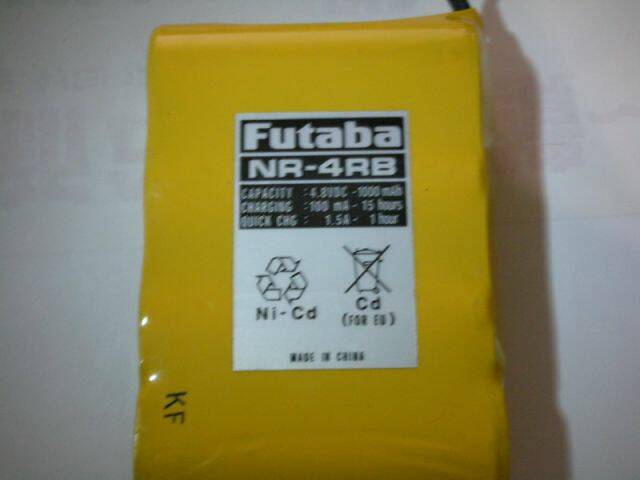 Futaba
NR-4RB
CAPACITY : 4.8VDC - 1000 mAh
CHARGING : 100 mA - 15 hours
QUICK CHG : 1.5A - 1 hour
Ni-Cd
Cd
(FOR EU)
MADE IN CHINA
KF